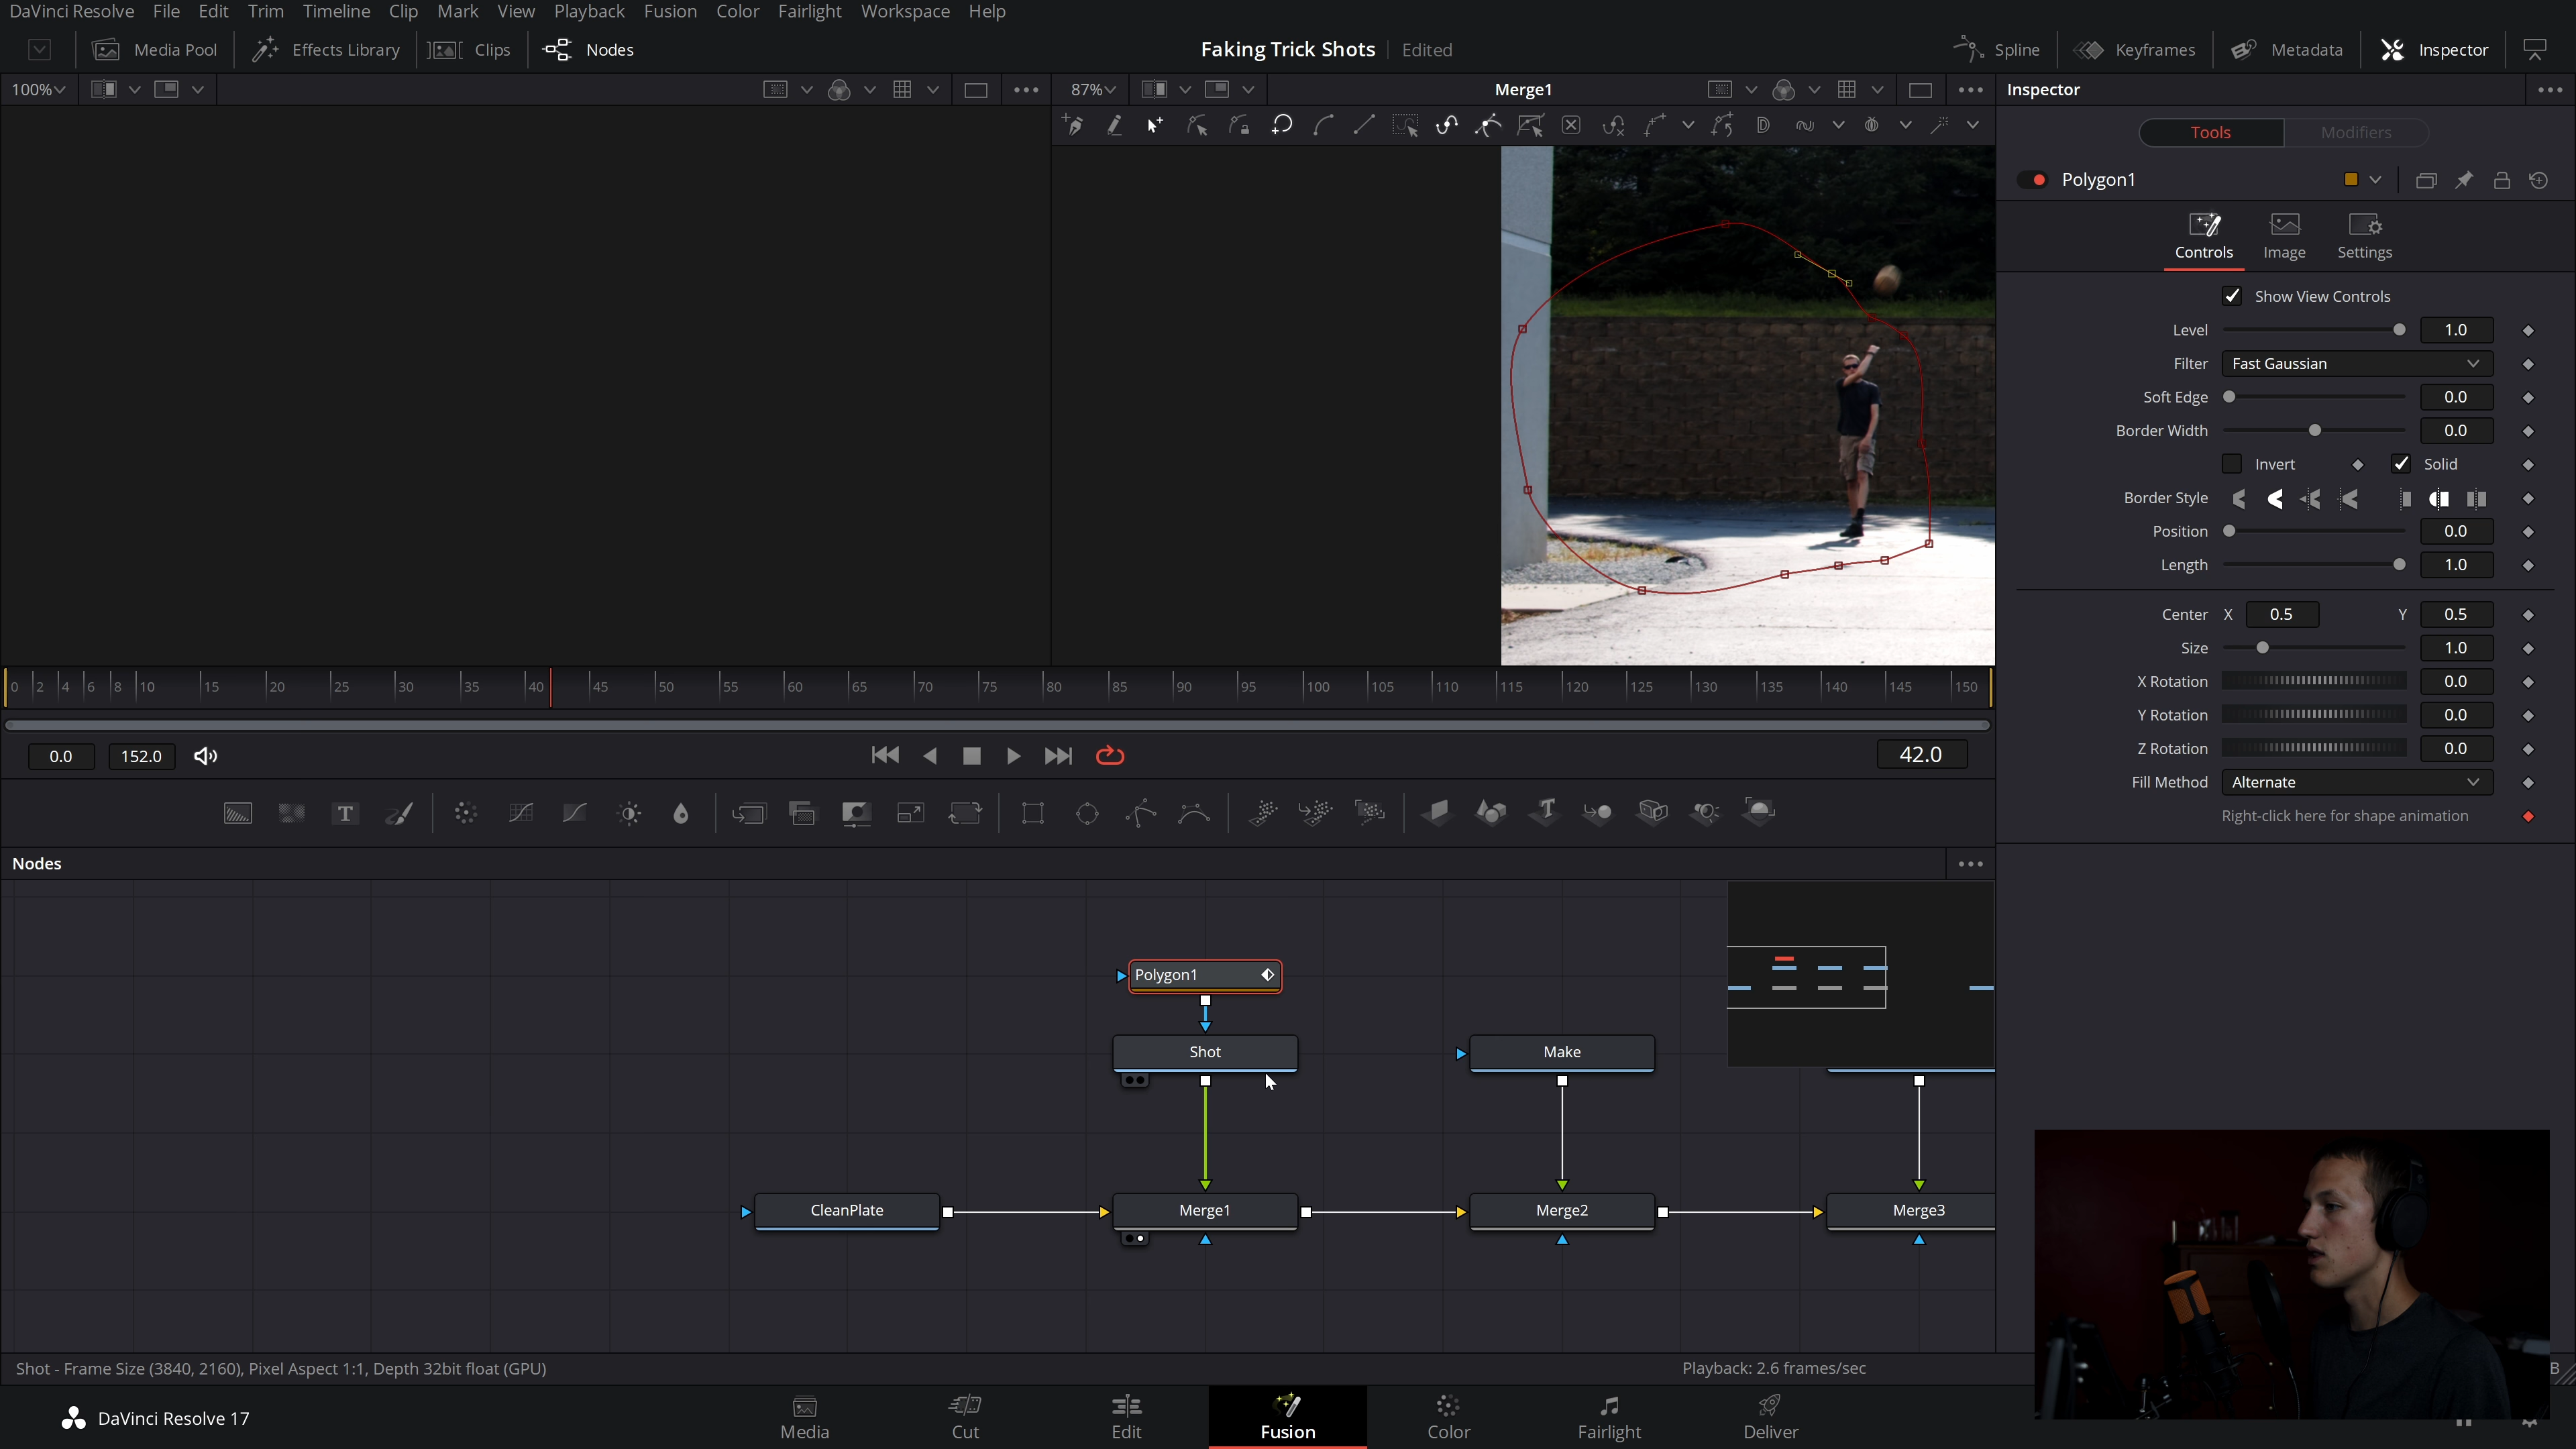 DaVinci Resolve File Edit Trim Timeline Clip Mark View Playback Fusion Color Fairlight Workspace Help
Media Pool Effects Library Clips Nodes Faking Trick Shots Edited Spline Keyframes Metadata Inspector
100% 87% Merge1 Inspector
Tools Modifiers
Polygon1
Controls Image Settings
Show View Controls
Level 1.0
Filter Fast Gaussian
Soft Edge 0.0
Border Width 0.0
Invert Solid
Border Style
Position 0.0
Length 1.0
Center X 0.5 Y 0.5
Size 1.0
X Rotation 0.0
Y Rotation 0.0
Z Rotation 0.0
Fill Method Alternate
Right-click here for shape animation
0 2 4 6 8 10 15 20 25 30 35 40 45 50 55 60 65 70 75 80 85 90 95 100 105 110 115 120 125 130 135 140 145 150
0.0 152.0 42.0
T T
Nodes
Polygon1
Shot Make
CleanPlate Merge1 Merge2 Merge3
Shot - Frame Size (3840, 2160), Pixel Aspect 1:1, Depth 32bit float (GPU) Playback: 2.6 frames/sec B
DaVinci Resolve 17 Media Cut Edit Fusion Color Fairlight Deliver